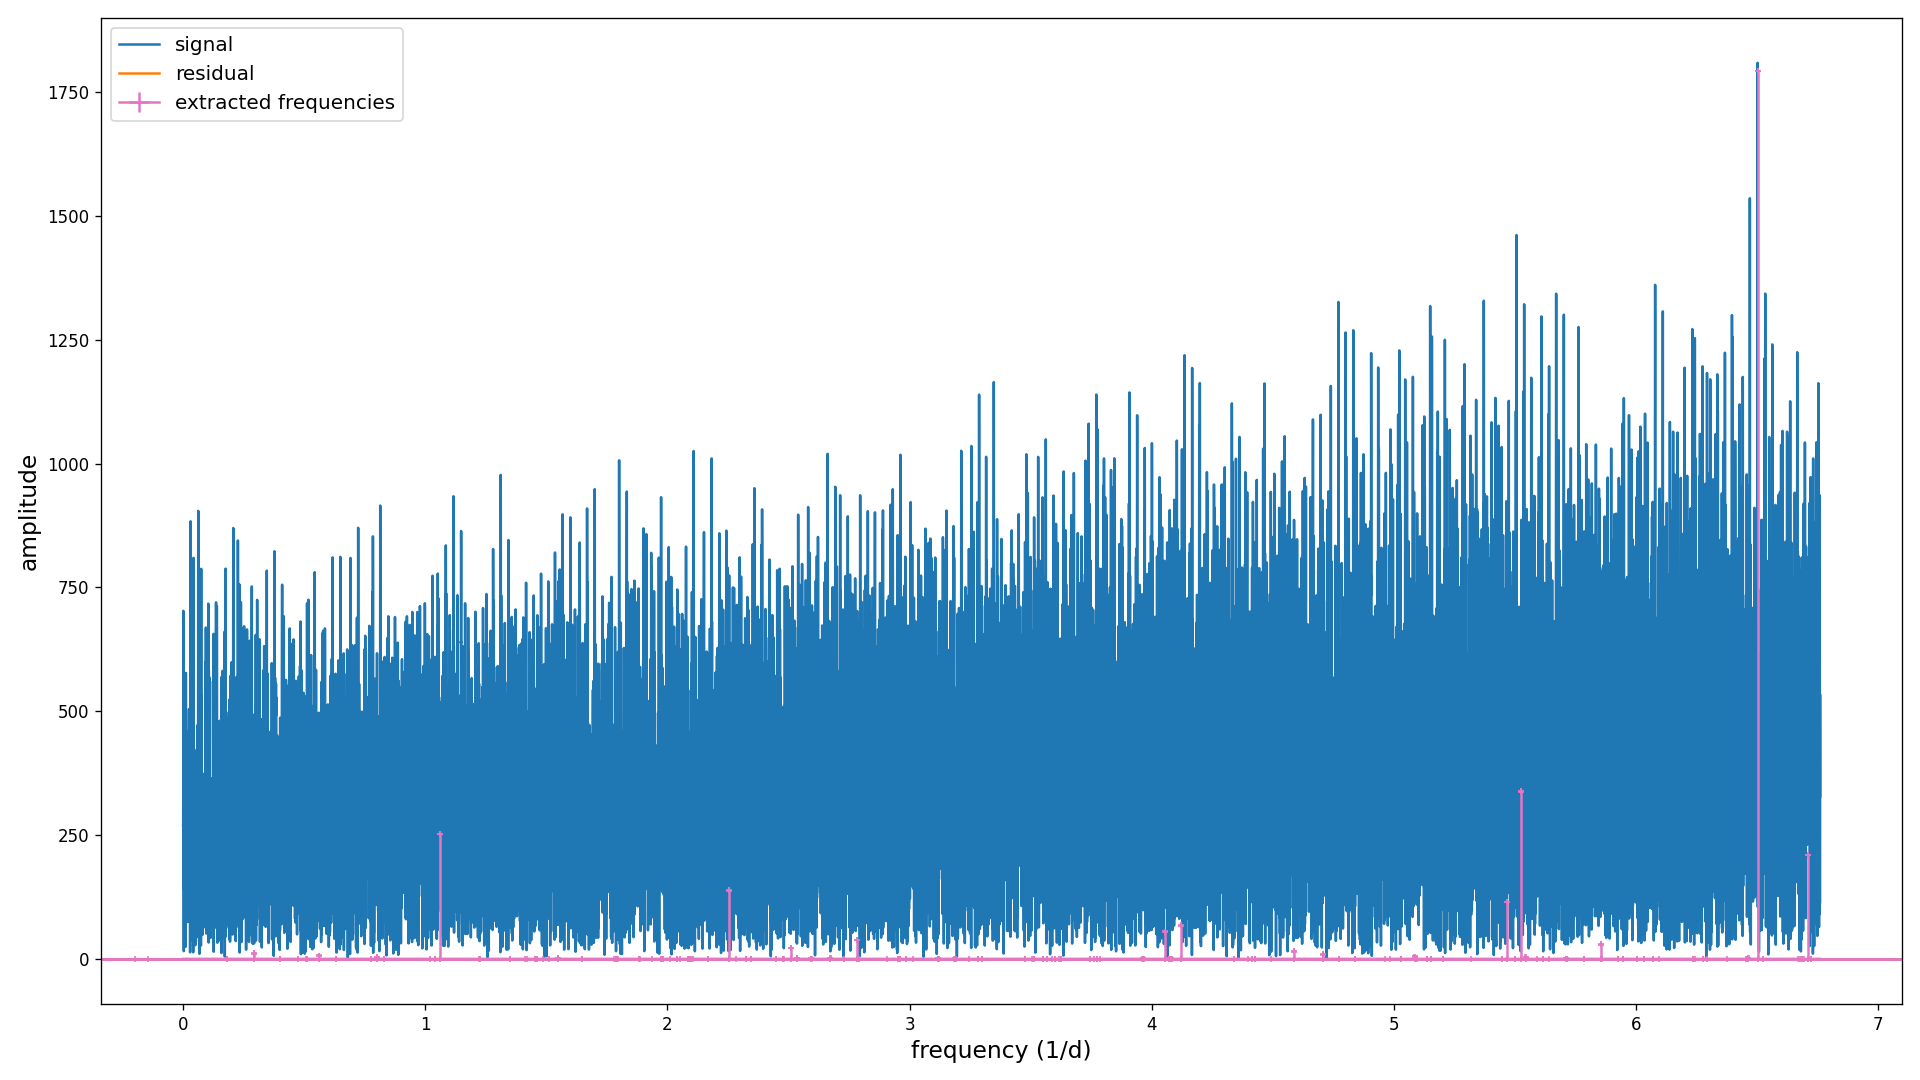 signal
residual
extracted frequencies
1750
1500
1250
1000
750
500
250
0
amplitude
0 1 2 3 4 5 6 7
frequency (1/d)